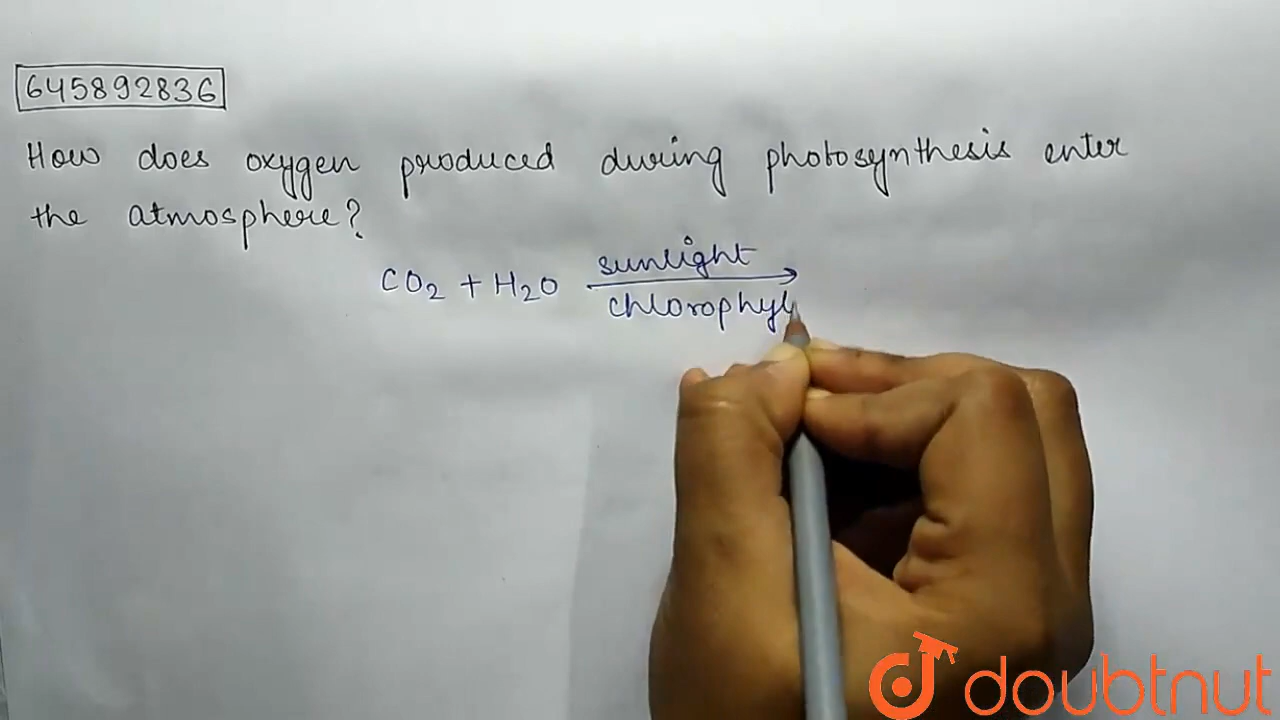 645892836
How does oxygen produced during photosynthesis enter
the atmosphere?
sunlight
CO2 + H2O →
chlorophyl
doubtnut